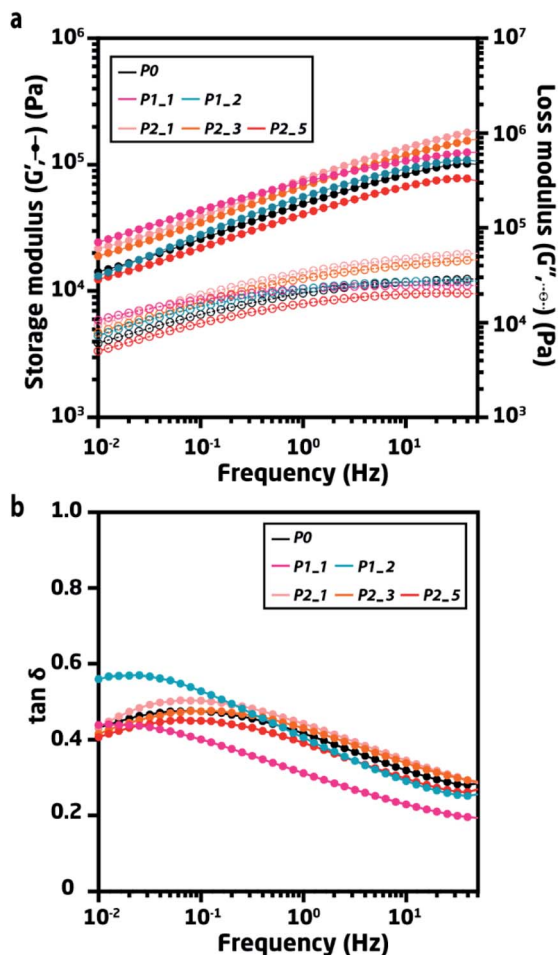 a
Storage modulus (G′,-●-) (Pa)
10⁶
10⁵
10⁴
10³
P0
P1_1 P1_2
P2_1 P2_3 P2_5
10⁷
10⁶
10⁵
10⁴
10³
Loss modulus (G″,··⊖··) (Pa)
10⁻² 10⁻¹ 10⁰ 10¹
Frequency (Hz)
b
tan δ
1.0
0.8
0.6
0.4
0.2
0
P0
P1_1 P1_2
P2_1 P2_3 P2_5
10⁻² 10⁻¹ 10⁰ 10¹
Frequency (Hz)